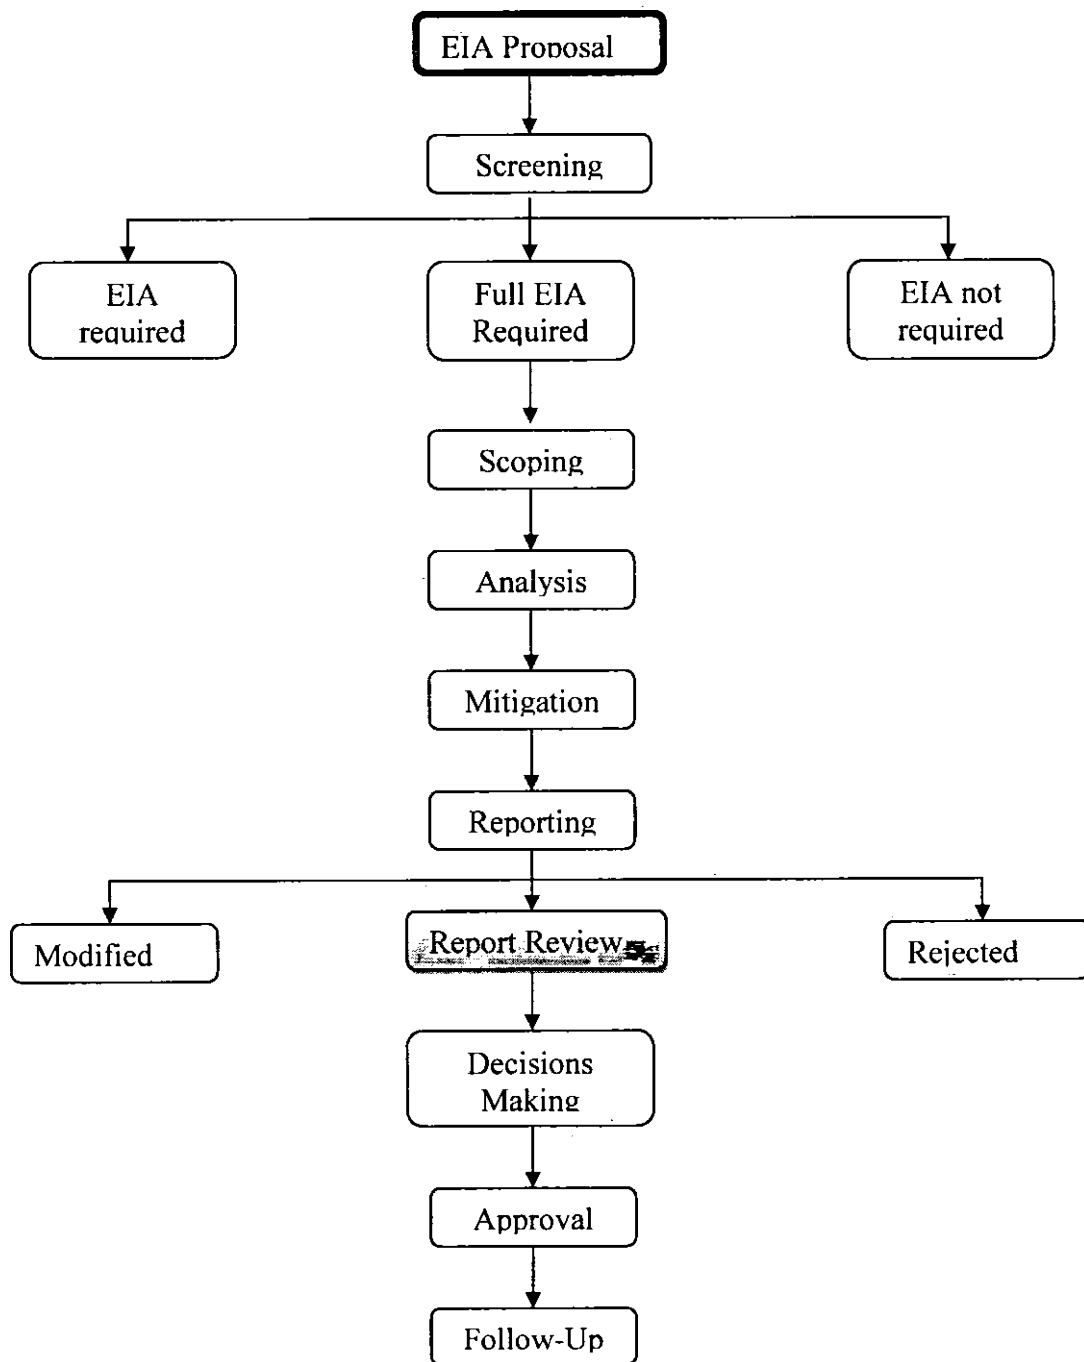 EIA Proposal
Screening
EIA
required
Full EIA
Required
EIA not
required
Scoping
Analysis
Mitigation
Reporting
Modified
Report Review
Rejected
Decisions
Making
Approval
Follow-Up